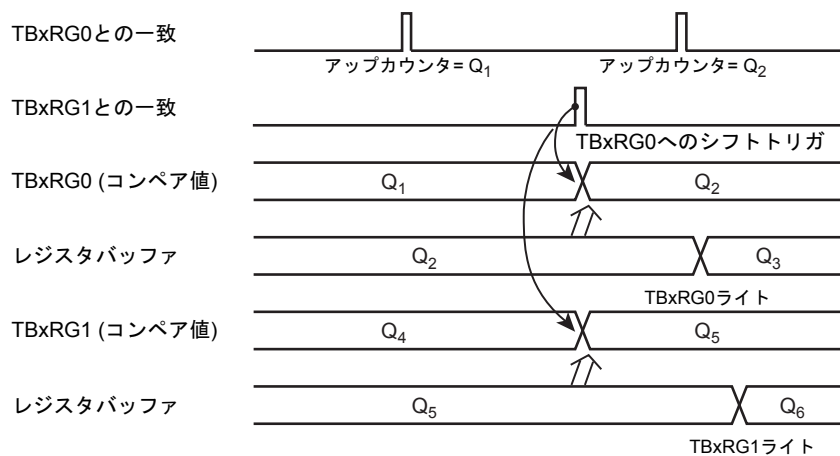 TBxRG0との一致
アップカウンタ= Q₁
アップカウンタ= Q₂
TBxRG1との一致
TBxRG0へのシフトトリガ
TBxRG0 (コンペア値)
Q₁
Q₂
レジスタバッファ
Q₂
Q₃
TBxRG0ライト
TBxRG1 (コンペア値)
Q₄
Q₅
レジスタバッファ
Q₅
Q₆
TBxRG1ライト